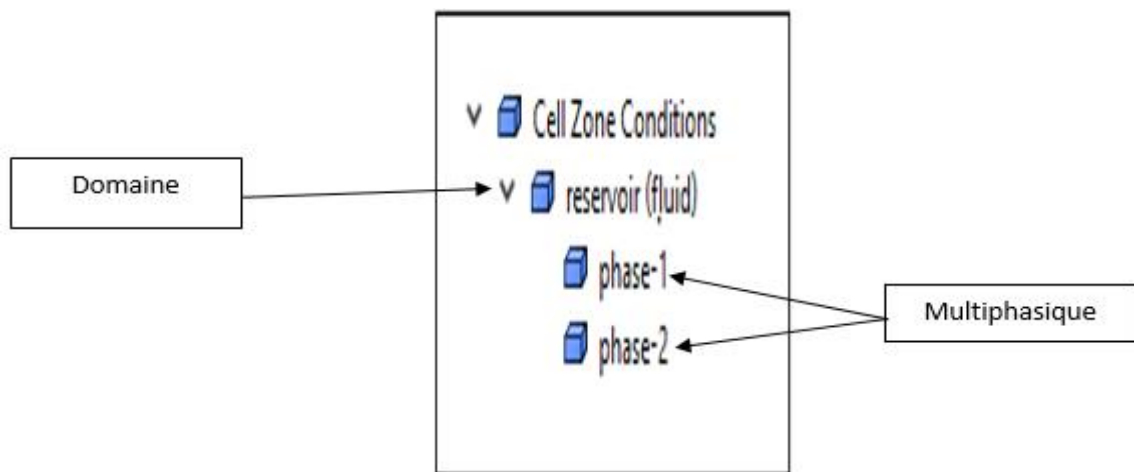 Cell Zone Conditions
Domaine
reservoir (fluid)
phase-1
Multiphasique
phase-2